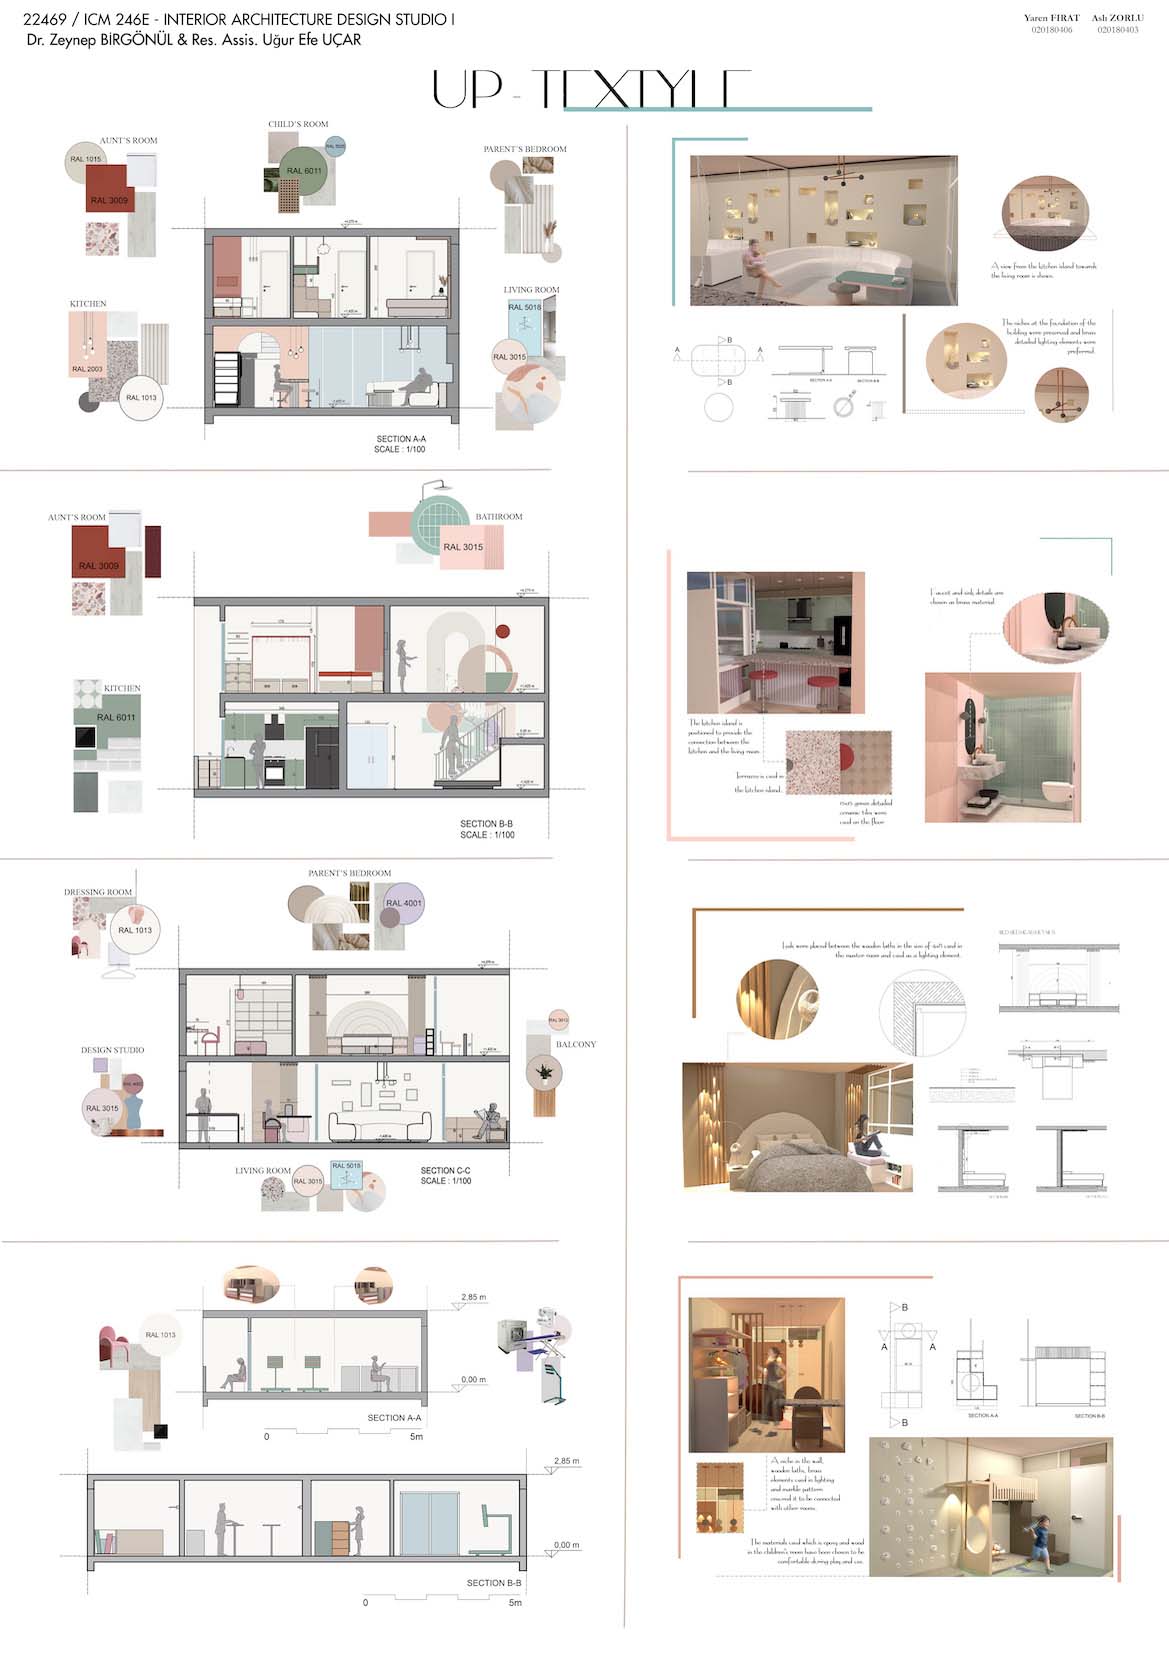 22469 / ICM 246E - INTERIOR ARCHITECTURE DESIGN STUDIO I
Dr. Zeynep BİRGÖNÜL & Res. Assis. Uğur Efe UÇAR
Yaren FIRAT Aslı ZORLU
020180406 020180403
UP-TEXTYLE
AUNT'S ROOM
RAL 1015
RAL 3009
CHILD'S ROOM
RAL 6011
PARENT'S BEDROOM
KITCHEN
RAL 2003
RAL 1013
LIVING ROOM
RAL 5018
RAL 3015
SECTION A-A
SCALE : 1/100
A view from the kitchen island towards
the living room is shown.
The niches at the foundation of the
building were preserved and brass
detailed lighting elements were
preferred.
A
A
B
B
SECTION A-A
SECTION B-B
AUNT'S ROOM
RAL 3009
BATHROOM
RAL 3015
KITCHEN
RAL 6011
SECTION B-B
SCALE : 1/100
Faucet and sink details are
chosen as brass material.
The kitchen island is
positioned to provide the
connection between the
kitchen and the living room.
Terrazzo is used in
the kitchen island.
green detailed
ceramic tiles were
used on the floor.
DRESSING ROOM
RAL 1013
PARENT'S BEDROOM
RAL 4001
DESIGN STUDIO
RAL 3015
BALCONY
RAL 3012
LIVING ROOM
RAL 3015
RAL 5018
SECTION C-C
SCALE : 1/100
Leds were placed between the wooden laths in the size of used in
the master room and used as a lighting element.
RAL 1013
2,85 m
0,00 m
SECTION A-A
0 5m
2,85 m
0,00 m
SECTION B-B
0 5m
A niche in the wall,
wooden laths, brass
elements used in lighting
and marble pattern
ensured it to be connected
with other rooms.
B
A
A
B
SECTION A-A
SECTION B-B
The materials used which is epoxy and wood
in the children's room have been chosen to be
comfortable during play and use.